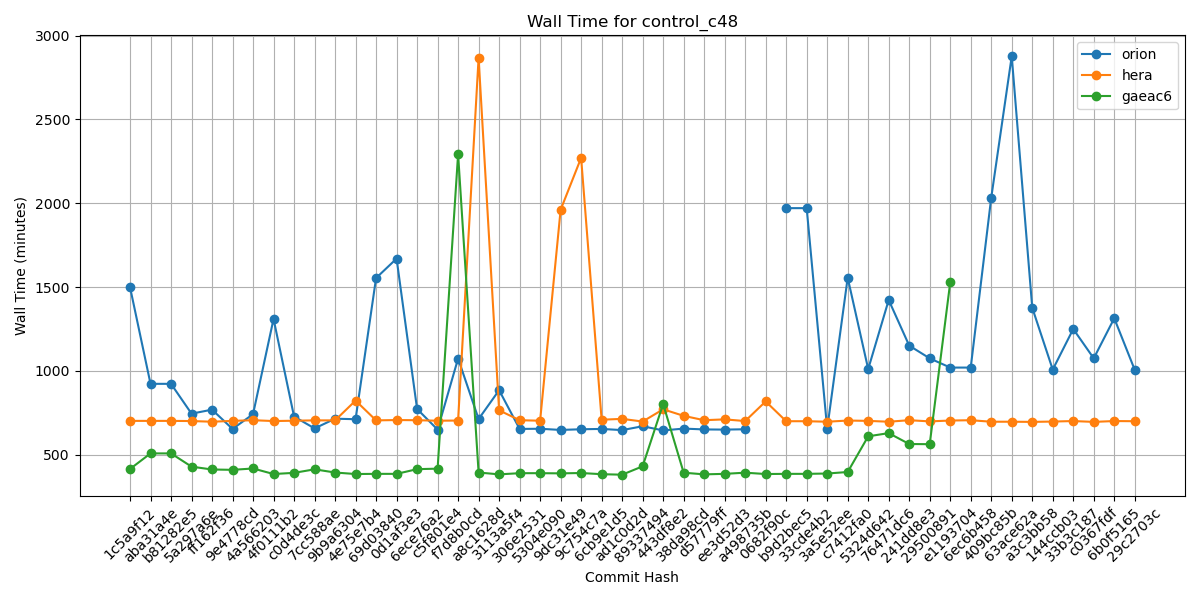 Wall Time for control_c48
orion
hera
gaeac6
3000
2500
2000
1500
1000
500
Wall Time (minutes)
1c5a9f12
aba31a4e
b81282e5
5a297a6e
ff162f36
9e4778cd
4a566203
4f0111b2
c0d4de3c
7cc588ae
9b9a6304
4e75e7b4
69d03840
0d1af3e3
6ece76a2
c5f801e4
f7d8b0cd
a8c1628d
3113a5f4
306e2531
5304e090
9dc31e49
9c754c7a
6cb9e1d5
ad1c0d2d
89337494
443df8e2
38da98cd
d57779ff
ee3d52d3
a498735b
0682f90c
b9d2bec5
33cde4b2
3a5e52ee
c7412fa0
5324d642
76471dc6
241dd8e3
29500891
e1193704
6ec6b458
409bc85b
63ace62a
a3c3bb58
144ccb03
33b3c187
c0367fdf
6b0f5165
29c2703c
Commit Hash